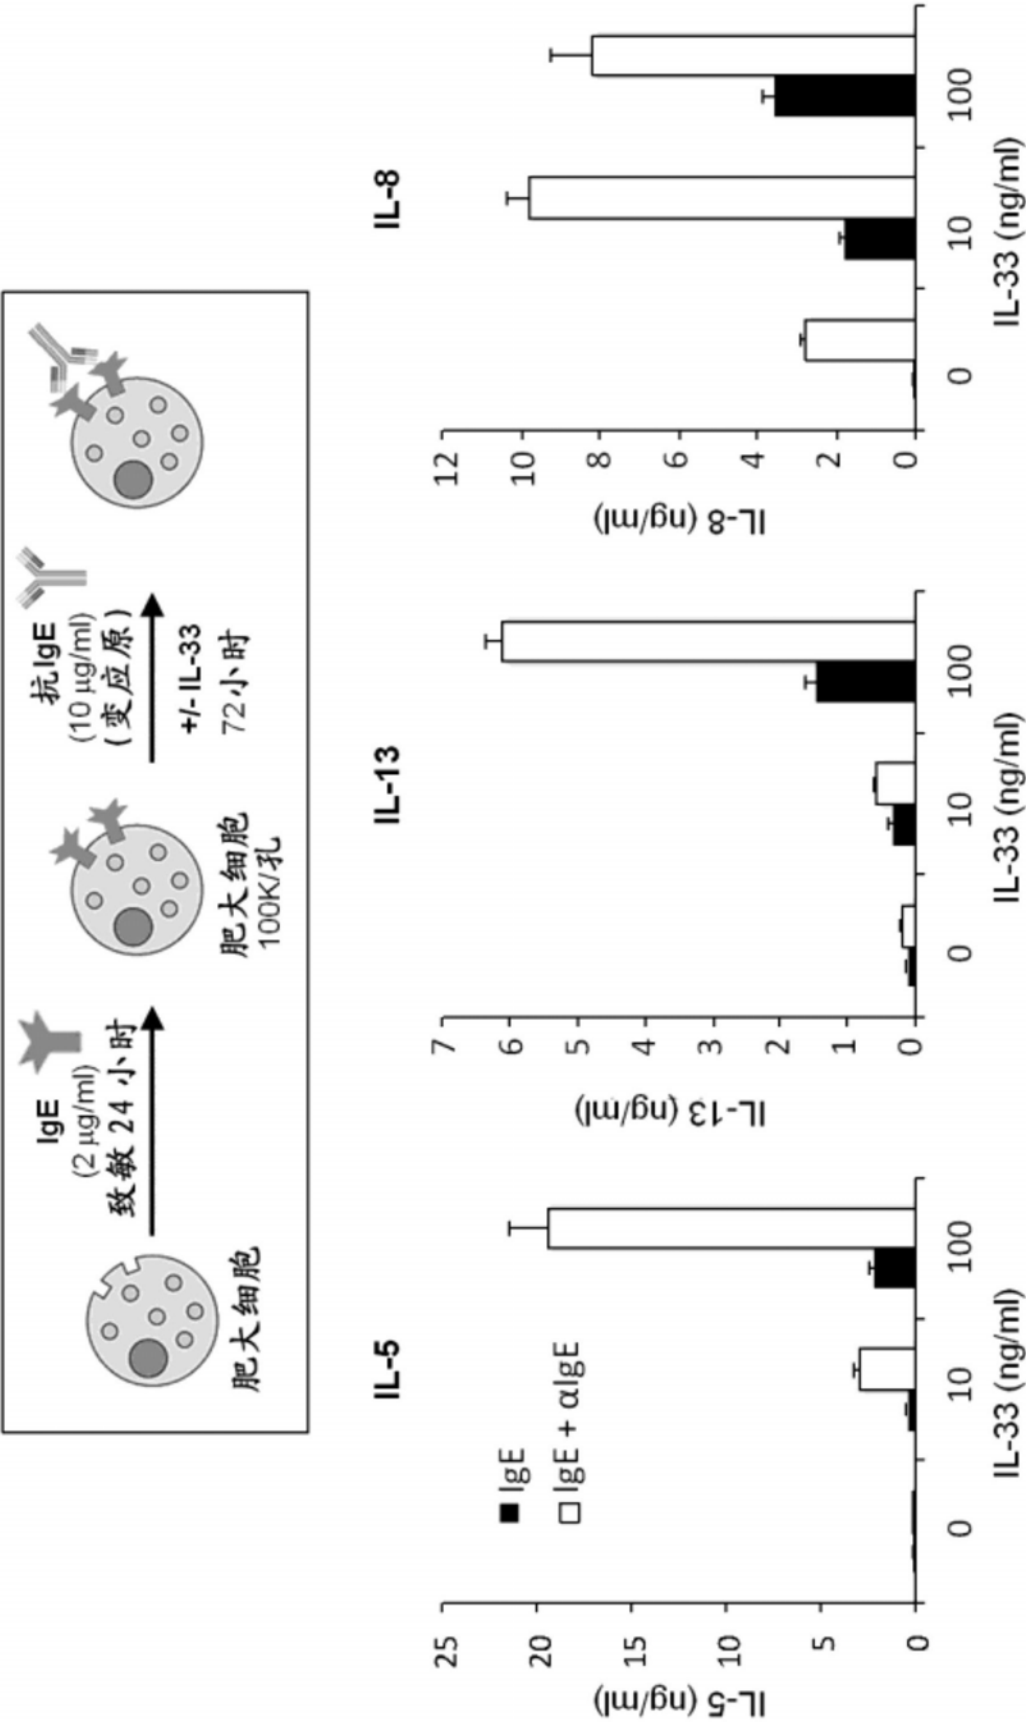 IgE
(2 μg/ml)
致敏 24 小时
肥大细胞
肥大细胞
100K/孔
抗IgE
(10 μg/ml)
(变应原)
+/- IL-33
72小时
IL-5
IgE
IgE + αIgE
IL-5 (ng/ml)
25
20
15
10
5
0
0
10
100
IL-33 (ng/ml)
IL-13
IL-13 (ng/ml)
7
6
5
4
3
2
1
0
0
10
100
IL-33 (ng/ml)
IL-8
IL-8 (ng/ml)
12
10
8
6
4
2
0
0
10
100
IL-33 (ng/ml)